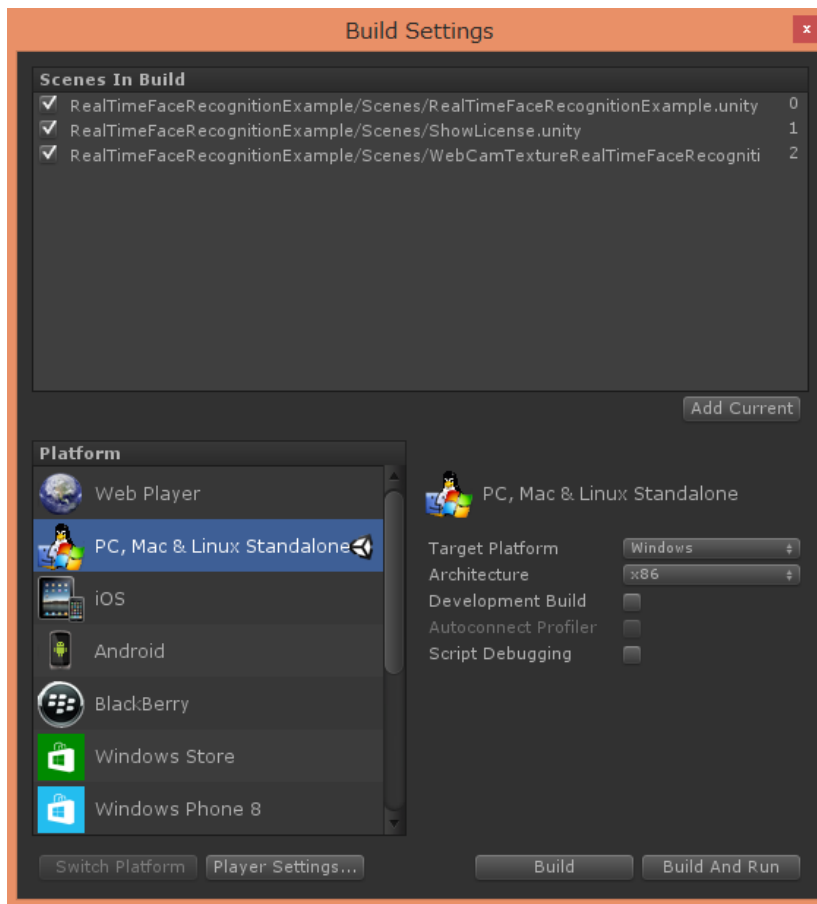 Build Settings
x
Scenes In Build
RealTimeFaceRecognitionExample/Scenes/RealTimeFaceRecognitionExample.unity 0
RealTimeFaceRecognitionExample/Scenes/ShowLicense.unity 1
RealTimeFaceRecognitionExample/Scenes/WebCamTextureRealTimeFaceRecogniti 2
Add Current
Platform
Web Player
PC, Mac & Linux Standalone
iOS
Android
BlackBerry
Windows Store
Windows Phone 8
PC, Mac & Linux Standalone
Target Platform Windows
Architecture x86
Development Build
Autoconnect Profiler
Script Debugging
Switch Platform Player Settings... Build Build And Run